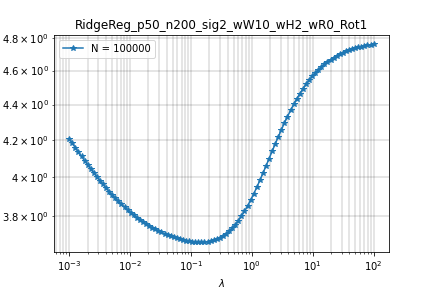 RidgeReg_p50_n200_sig2_wW10_wH2_wR0_Rot1
N = 100000
4.8 × 10⁰
4.6 × 10⁰
4.4 × 10⁰
4.2 × 10⁰
4 × 10⁰
3.8 × 10⁰
10⁻³ 10⁻² 10⁻¹ 10⁰ 10¹ 10²
λ